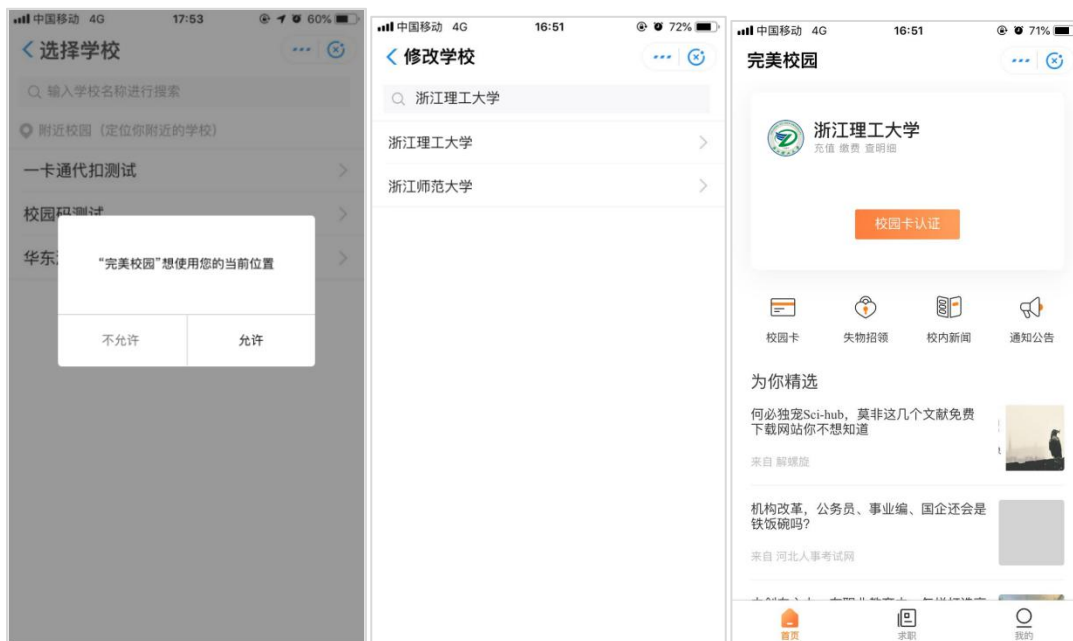 中国移动 4G 17:53 60%
选择学校
输入学校名称进行搜索
附近校园（定位你附近的学校）
一卡通代扣测试
校园码测试
华东
“完美校园”想使用您的当前位置
不允许 允许
中国移动 4G 16:51 72%
修改学校
浙江理工大学
浙江理工大学
浙江师范大学
中国移动 4G 16:51 71%
完美校园
浙江理工大学
充值 缴费 查明细
校园卡认证
校园卡 失物招领 校内新闻 通知公告
为你精选
何必独宠Sci-hub，莫非这几个文献免费
下载网站你不想知道
来自 解螺旋
机构改革，公务员、事业编、国企还会是
铁饭碗吗？
来自 河北人事考试网
首页 求职 我的